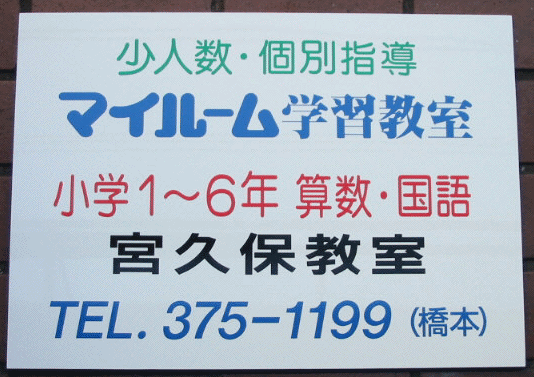 少人数・個別指導
マイルーム学習教室
小学1〜6年 算数・国語
宮久保教室
TEL. 375-1199 (橋本)